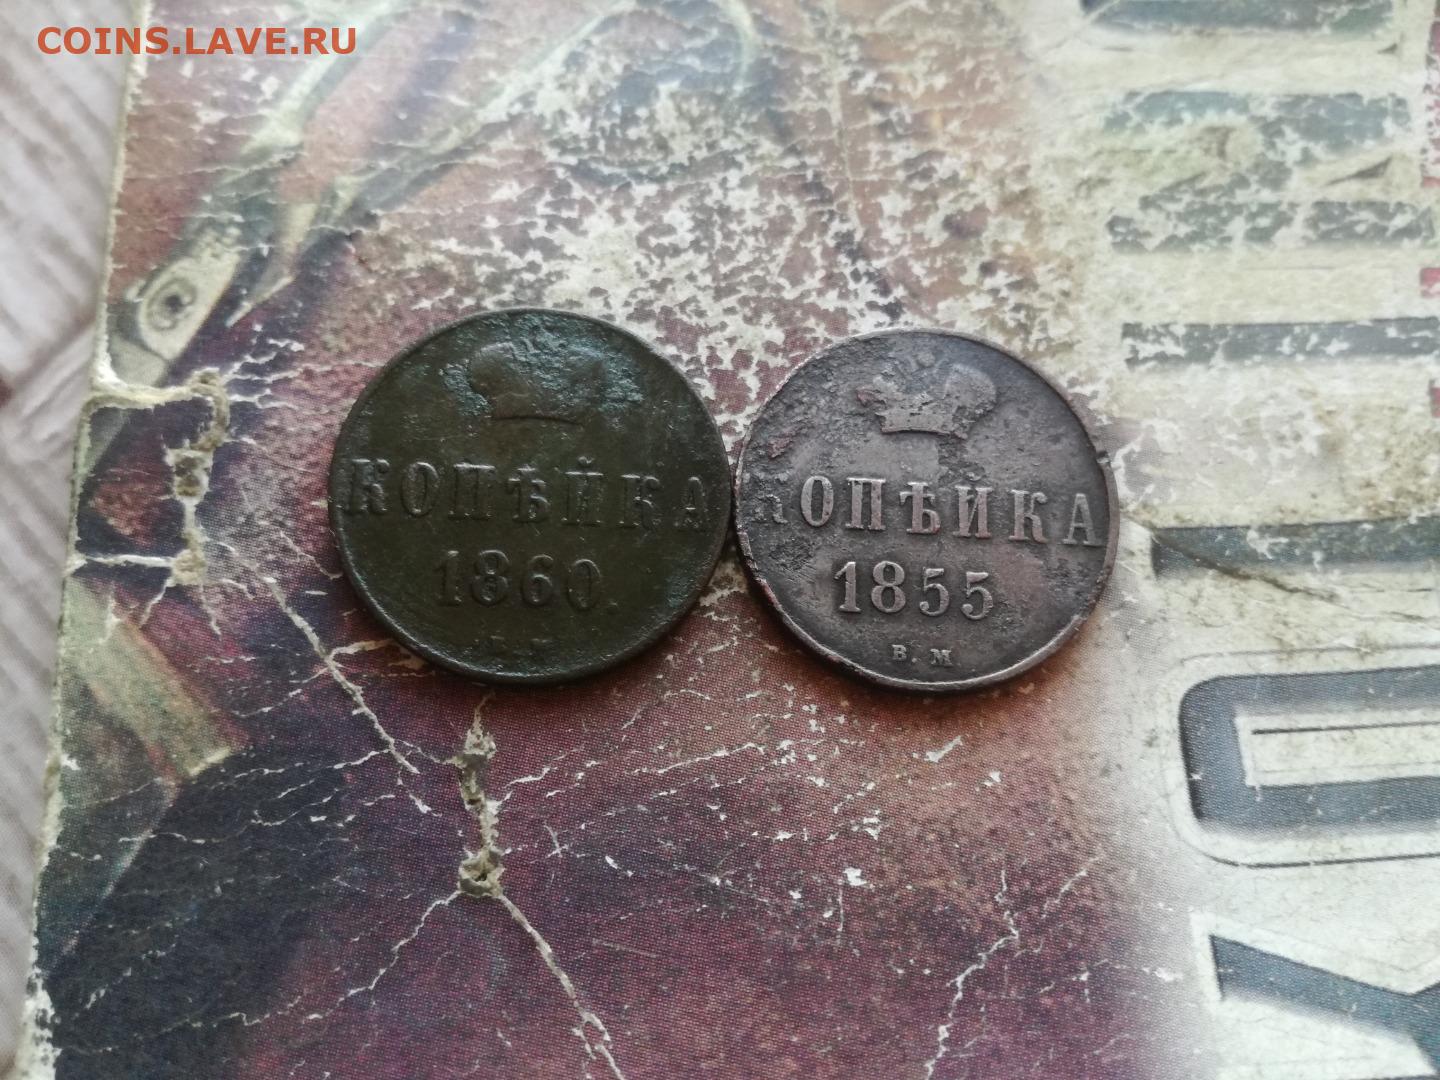 COINS.LAVE.RU
КОПѢЙКА
1860
КОПѢЙКА
1855
В. М